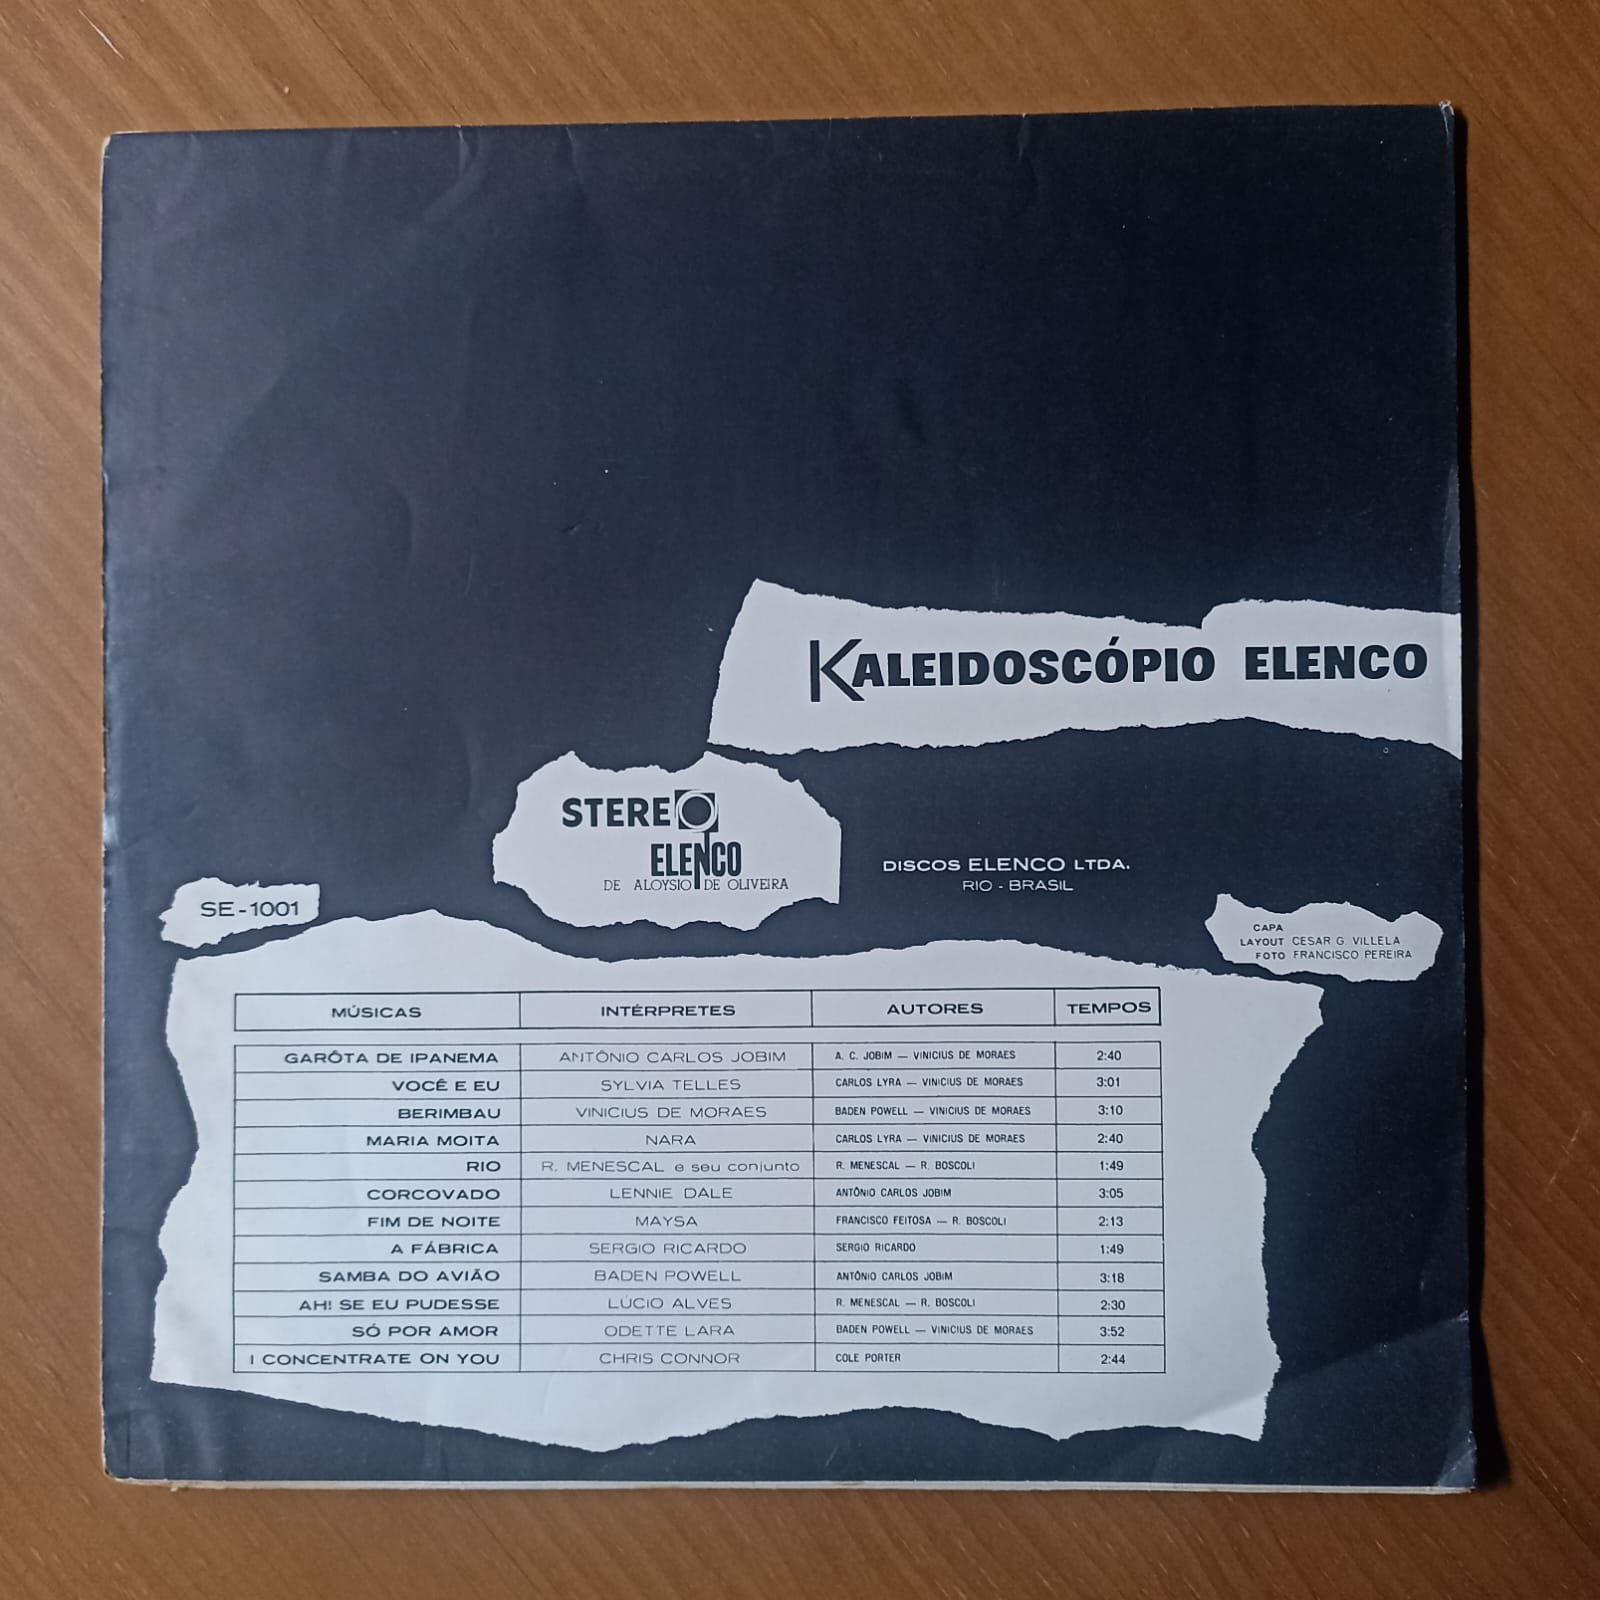 KALEIDOSCÓPIO ELENCO
STEREO
ELENCO
DE ALOYSIO DE OLIVEIRA
DISCOS ELENCO LTDA.
RIO - BRASIL
SE-1001
CAPA
LAYOUT CESAR G. VILLELA
FOTO FRANCISCO PEREIRA
MÚSICAS INTÉRPRETES AUTORES TEMPOS
GARÔTA DE IPANEMA ANTÔNIO CARLOS JOBIM A. C. JOBIM — VINICIUS DE MORAES 2:40
VOCÊ E EU SYLVIA TELLES CARLOS LYRA — VINICIUS DE MORAES 3:01
BERIMBAU VINICIUS DE MORAES BADEN POWELL — VINICIUS DE MORAES 3:10
MARIA MOITA NARA CARLOS LYRA — VINICIUS DE MORAES 2:40
RIO R. MENESCAL e seu conjunto R. MENESCAL — R. BOSCOLI 1:49
CORCOVADO LENNIE DALE ANTÔNIO CARLOS JOBIM 3:05
FIM DE NOITE MAYSA FRANCISCO FEITOSA — R. BOSCOLI 2:13
A FÁBRICA SERGIO RICARDO SERGIO RICARDO 1:49
SAMBA DO AVIÃO BADEN POWELL ANTÔNIO CARLOS JOBIM 3:18
AH! SE EU PUDESSE LÚCIO ALVES R. MENESCAL — R. BOSCOLI 2:30
SÓ POR AMOR ODETTE LARA BADEN POWELL — VINICIUS DE MORAES 3:52
I CONCENTRATE ON YOU CHRIS CONNOR COLE PORTER 2:44